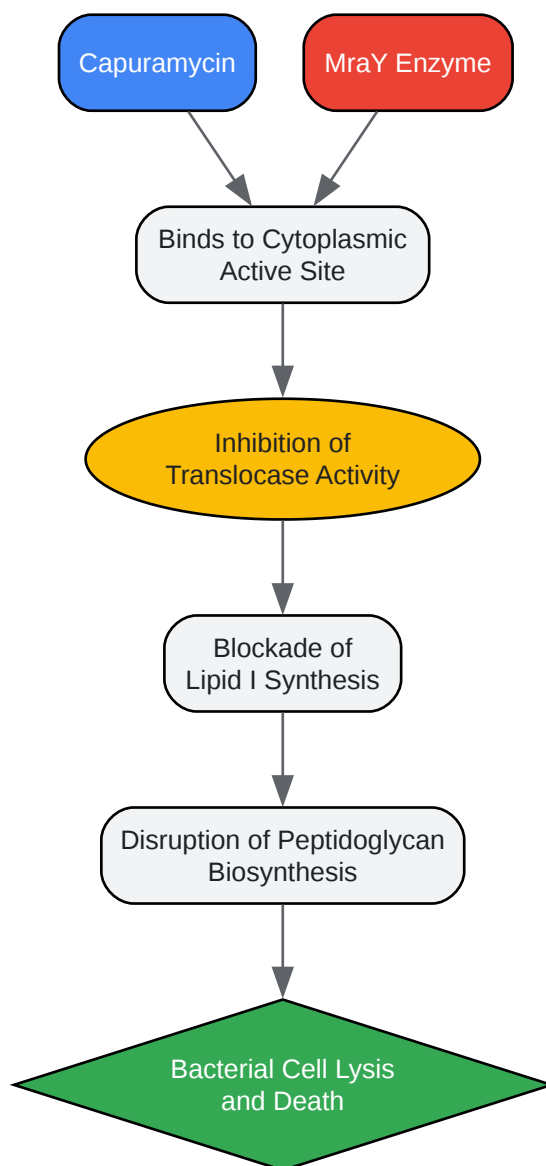 Capuramycin
MraY Enzyme
Binds to Cytoplasmic
Active Site
Inhibition of
Translocase Activity
Blockade of
Lipid I Synthesis
Disruption of Peptidoglycan
Biosynthesis
Bacterial Cell Lysis
and Death